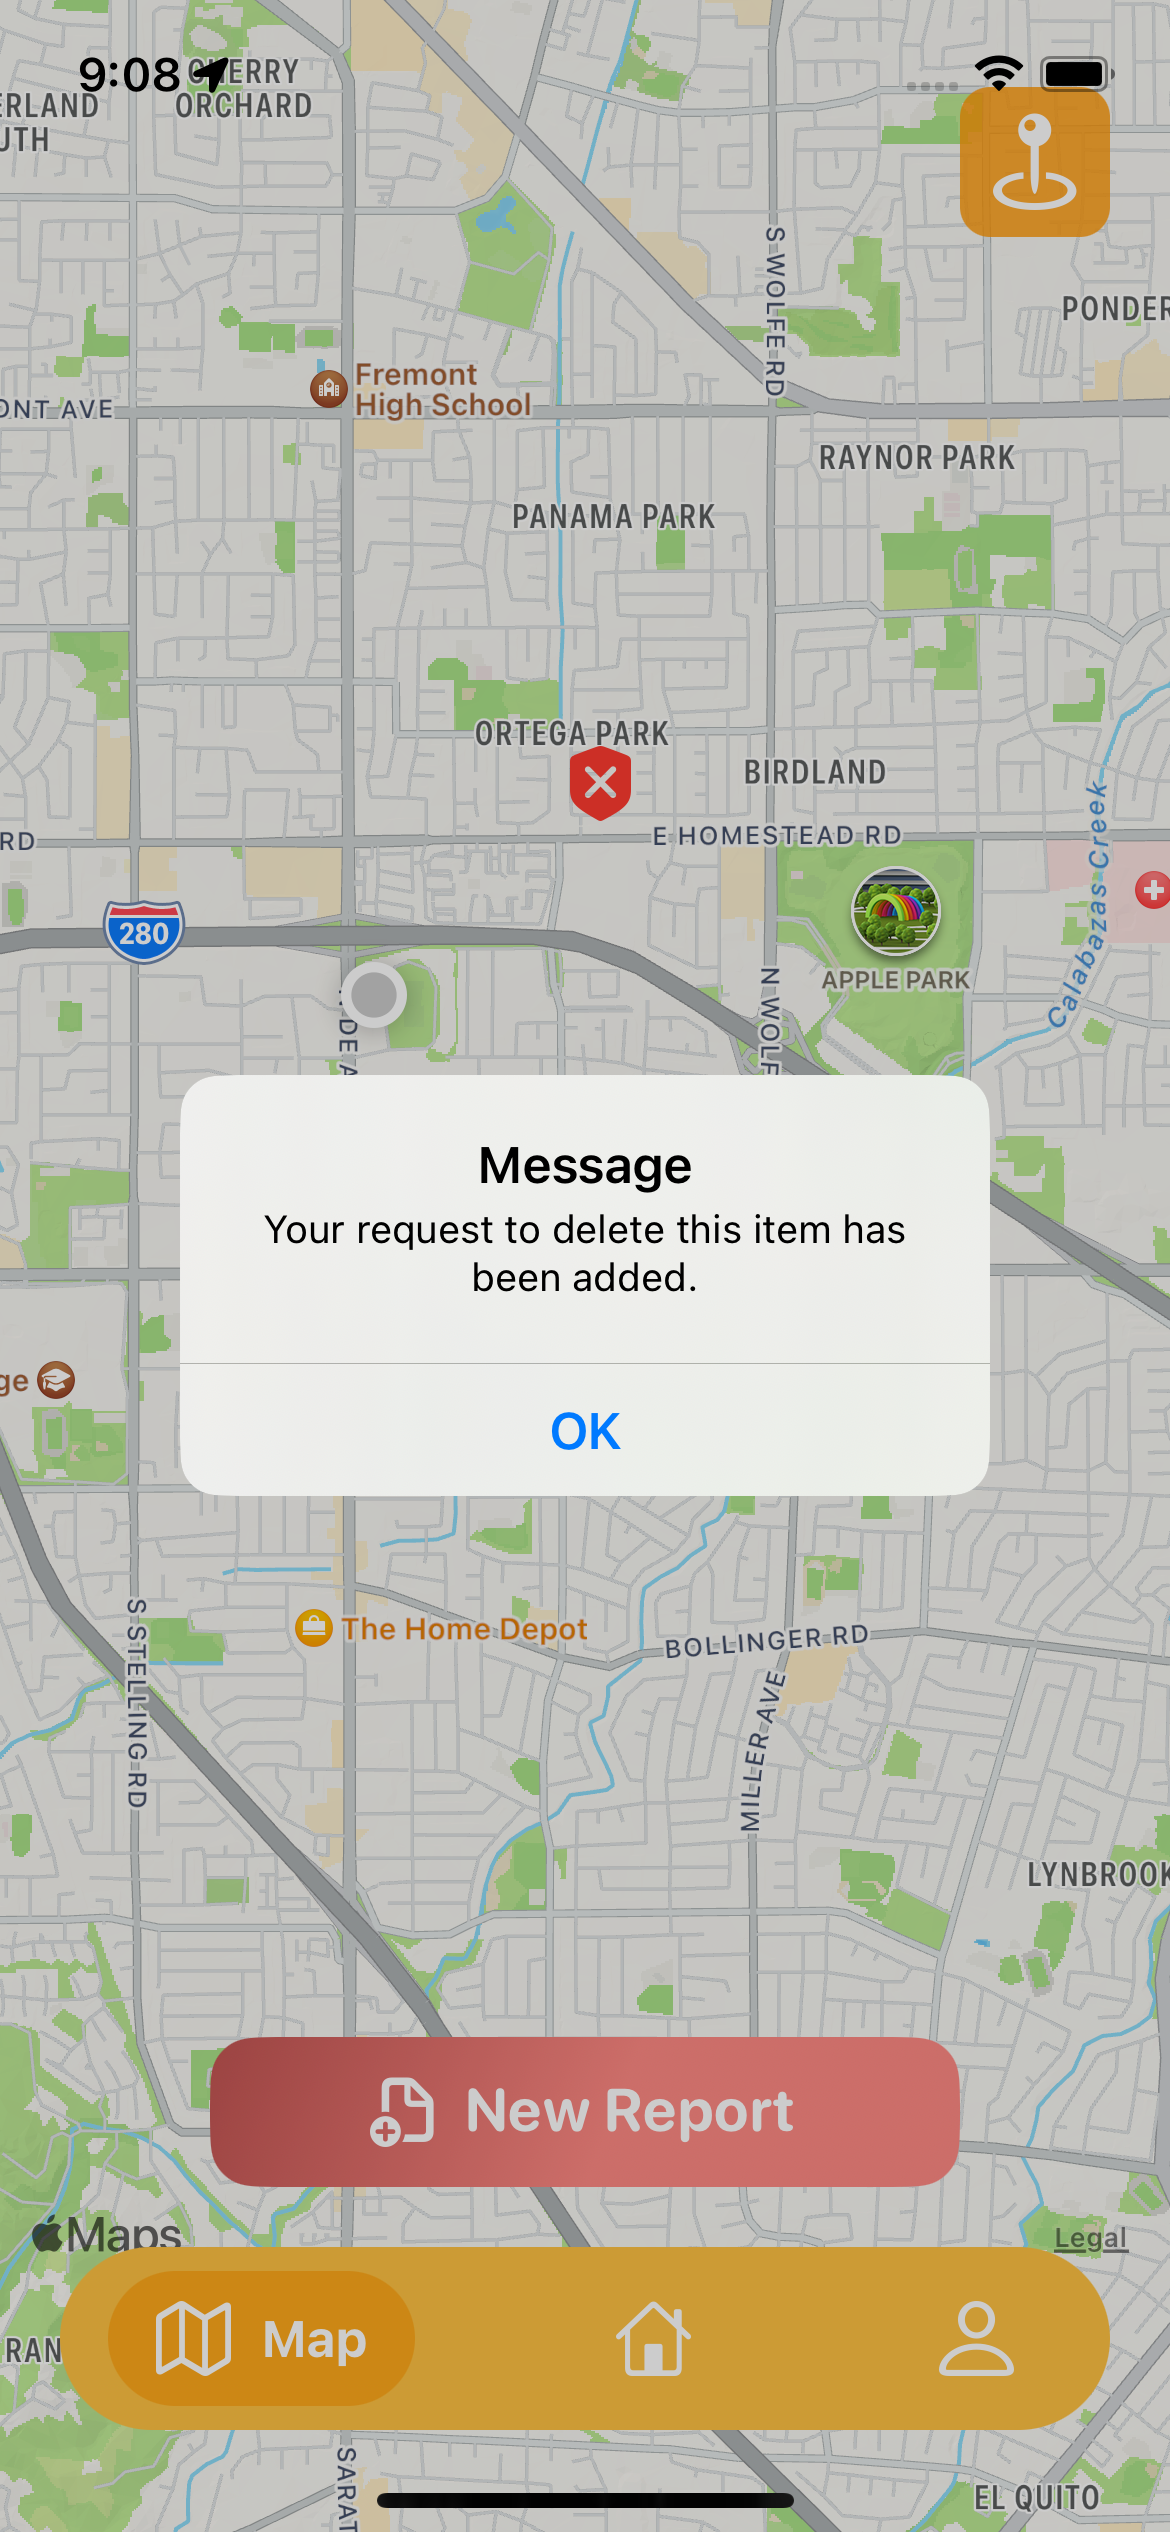 9:08
CHERRY
ORCHARD
ERLAND
UTH
S WOLFE RD
PONDER
Fremont
High School
ONT AVE
RAYNOR PARK
PANAMA PARK
ORTEGA PARK
BIRDLAND
RD
E HOMESTEAD RD
Calabazas Creek
280
APPLE PARK
N DE A
N WOLF
Message
Your request to delete this item has
been added.
OK
ge
The Home Depot
BOLLINGER RD
S STELLING RD
MILLER AVE
LYNBROOK
New Report
Maps
Legal
Map
RAN
SARAT
EL QUITO